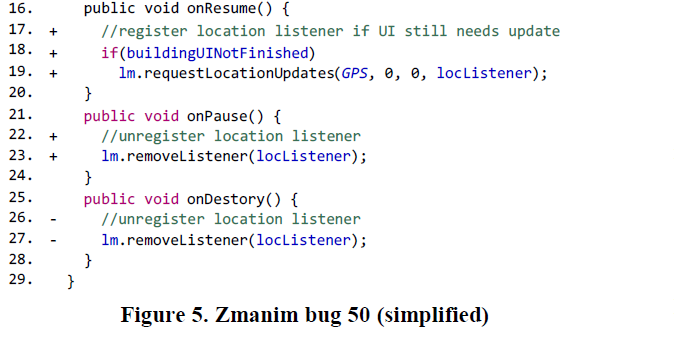 16. public void onResume() {
17. + //register location listener if UI still needs update
18. + if(buildingUINotFinished)
19. + lm.requestLocationUpdates(GPS, 0, 0, locListener);
20. }
21. public void onPause() {
22. + //unregister location listener
23. + lm.removeListener(locListener);
24. }
25. public void onDestory() {
26. - //unregister location listener
27. - lm.removeListener(locListener);
28. }
29. }
Figure 5. Zmanim bug 50 (simplified)